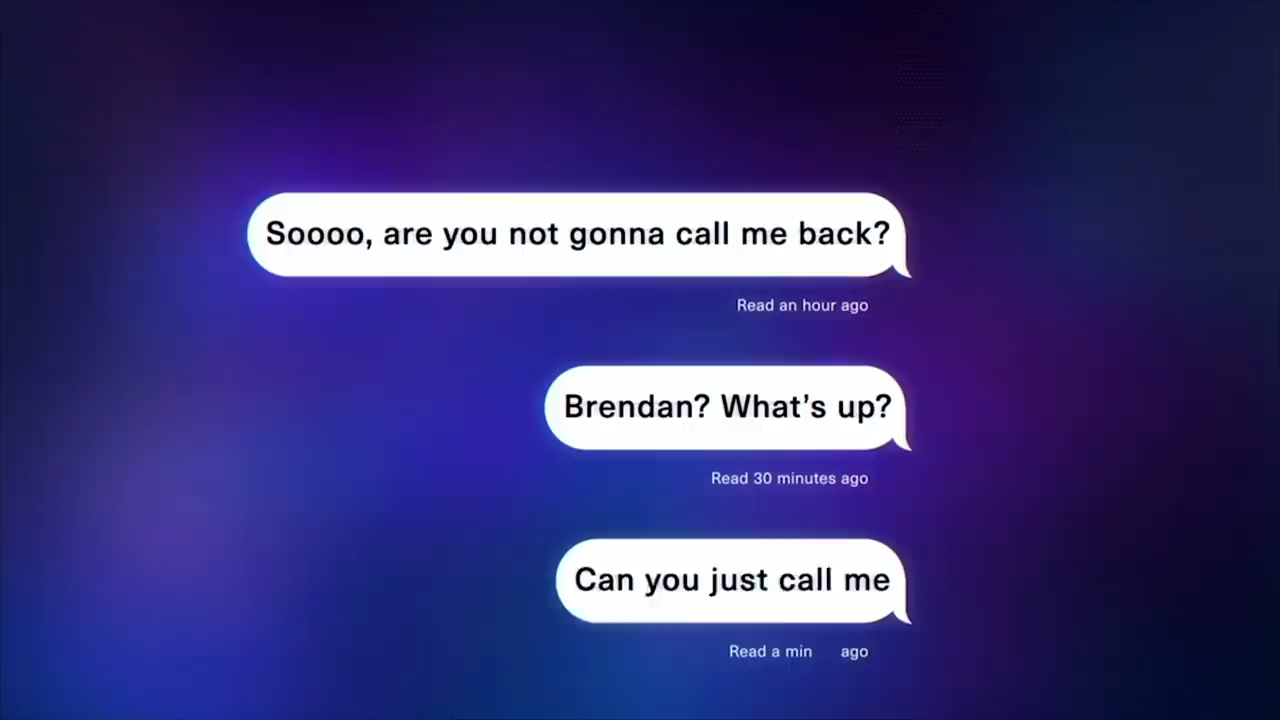 Soooo, are you not gonna call me back?
Read an hour ago
Brendan? What's up?
Read 30 minutes ago
Can you just call me
Read a min ago